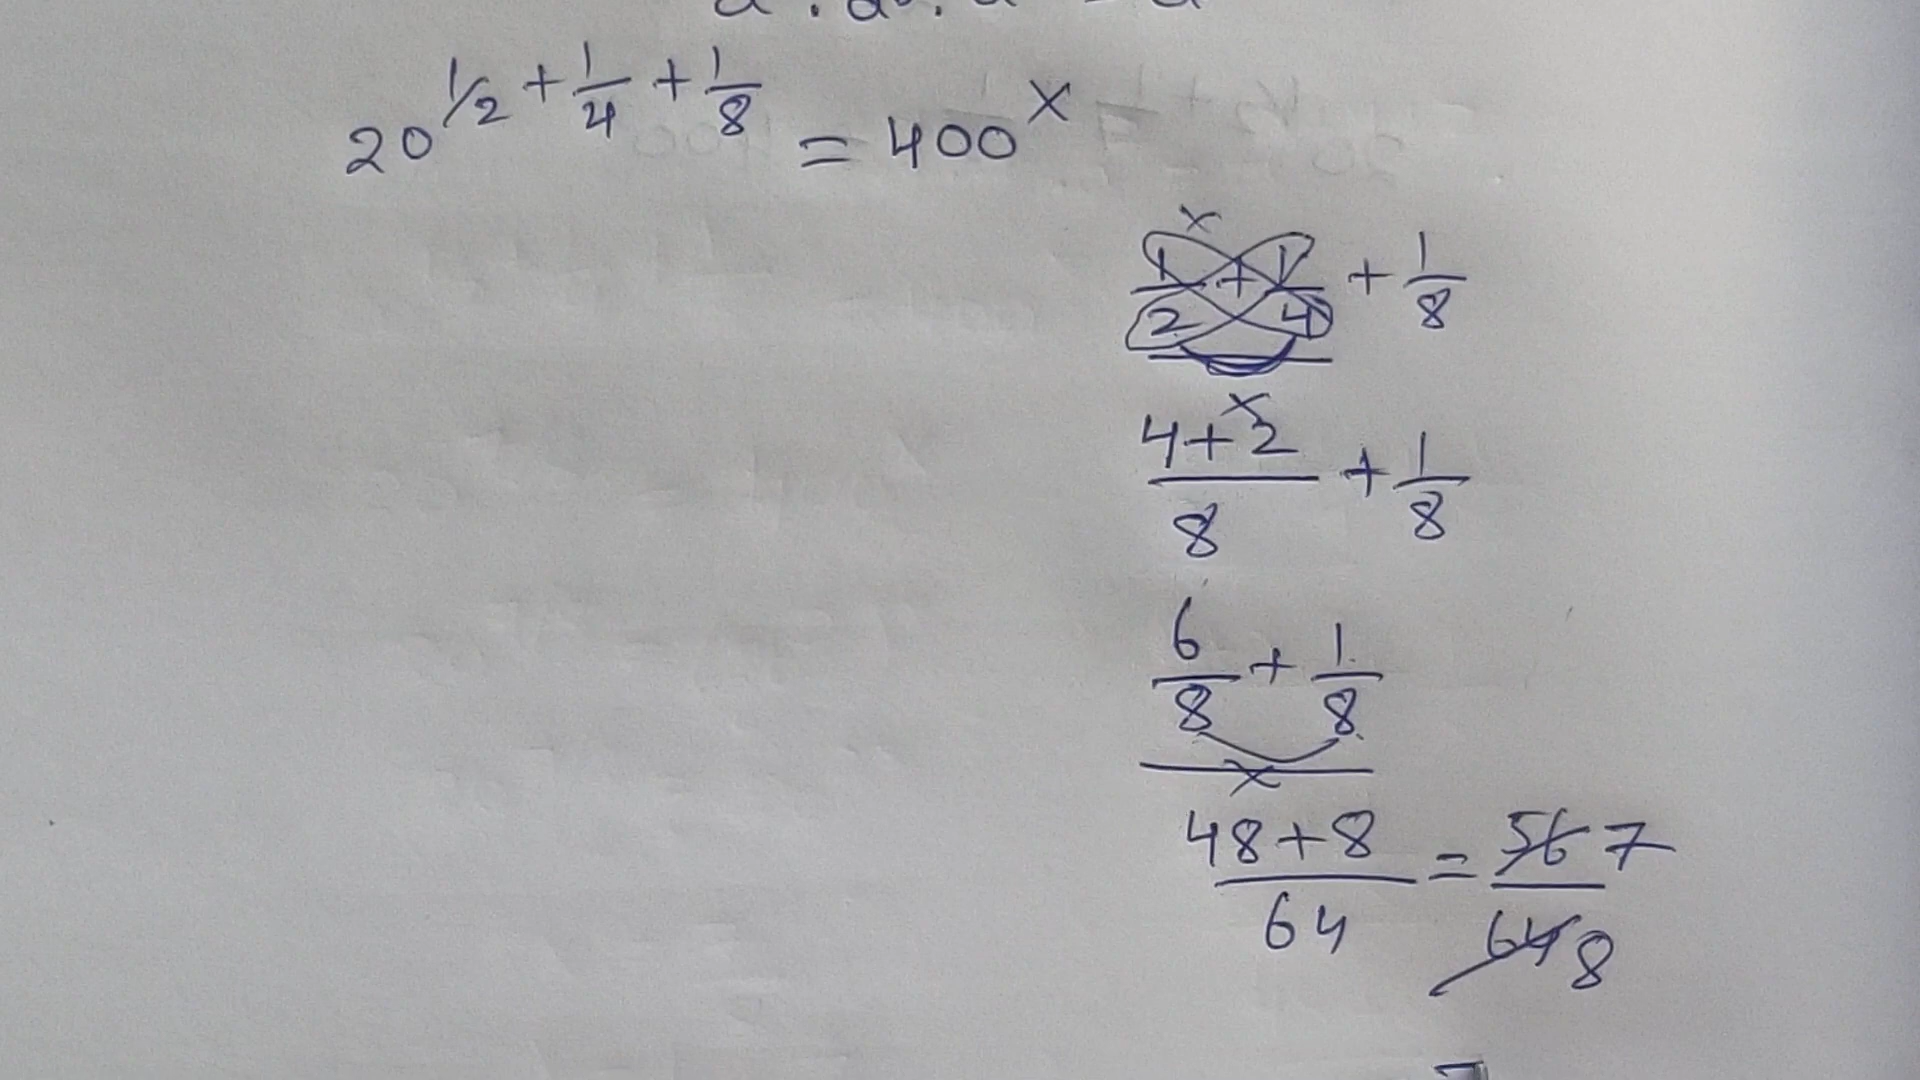 20^{1/2 + 1/4 + 1/8} = 400^x
x
1/2 + 1/4 + 1/8
x
4+2/8 + 1/8
6/8 + 1/8
x
48+8/64 = 56 7/64 8